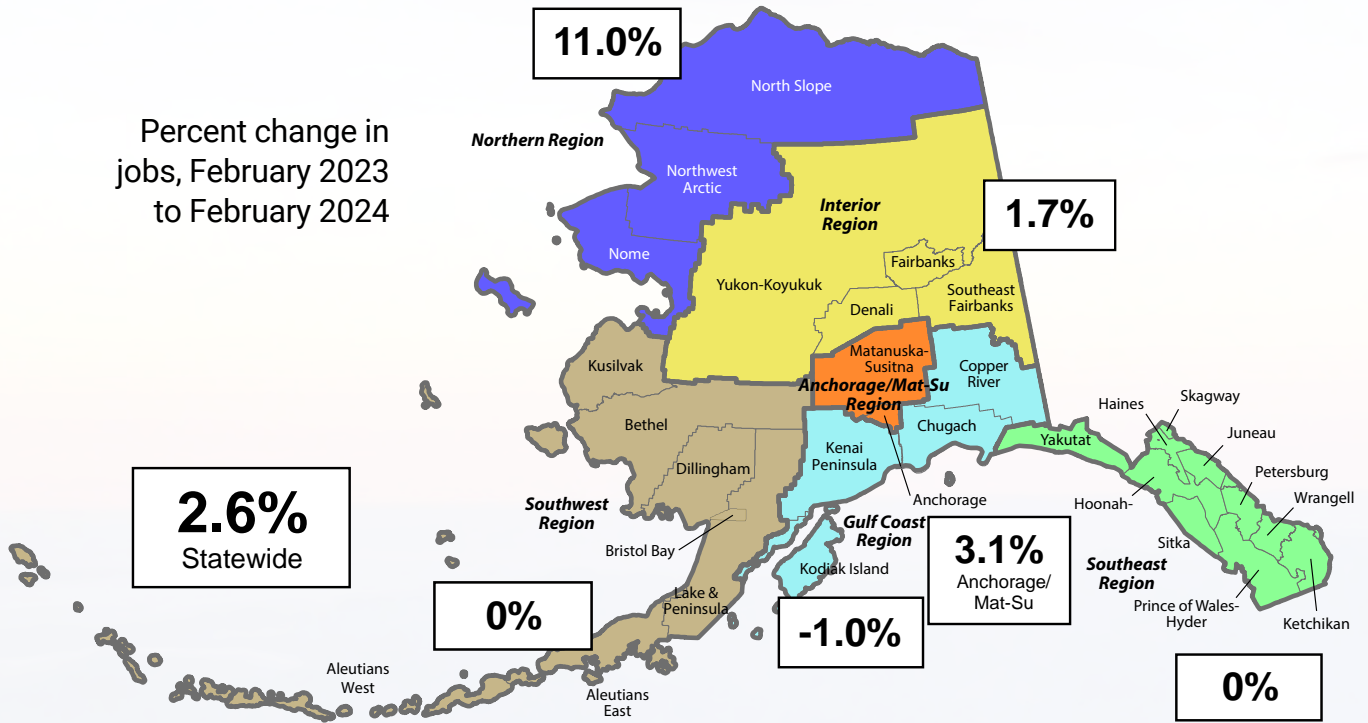 11.0%
North Slope
Percent change in
jobs, February 2023
to February 2024
Northern Region
Northwest
Arctic
Interior
Region
1.7%
Nome
Fairbanks
Yukon-Koyukuk
Southeast
Fairbanks
Denali
Kusilvak
Matanuska-
Susitna
Copper
River
Anchorage/Mat-Su
Region
Skagway
Haines
Bethel
Chugach
Juneau
Yakutat
Kenai
Peninsula
Dillingham
Petersburg
2.6%
Statewide
Southwest
Region
Anchorage
Wrangell
Hoonah-
Gulf Coast
Region
Bristol Bay
Sitka
3.1%
Anchorage/
Mat-Su
Southeast
Region
Kodiak Island
0%
Lake &
Peninsula
-1.0%
Prince of Wales-
Hyder
Ketchikan
Aleutians
West
Aleutians
East
0%